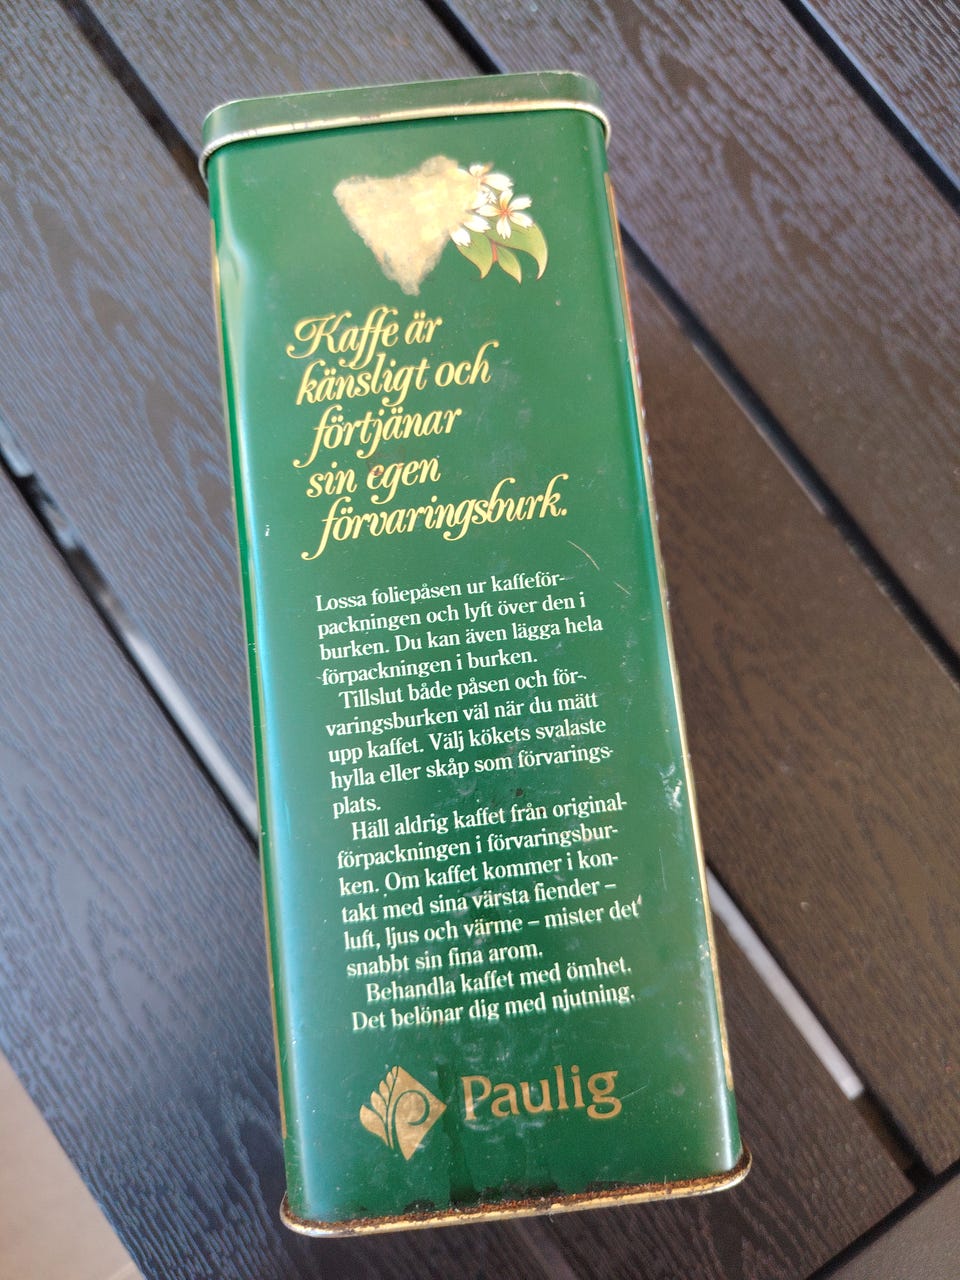 Kaffe är
känsligt och
förtjänar
sin egen
förvaringsburk.
Lossa foliepåsen ur kaffeför-
packningen och lyft över den i
burken. Du kan även lägga hela
förpackningen i burken.
Tillslut både påsen och för-
varingsburken väl när du mätt
upp kaffet. Välj kökets svalaste
hylla eller skåp som förvarings-
plats.
Häll aldrig kaffet från original-
förpackningen i förvaringsbur-
ken. Om kaffet kommer i kon-
takt med sina värsta fiender –
luft, ljus och värme – mister det
snabbt sin fina arom.
Behandla kaffet med ömhet.
Det belönar dig med njutning.
Paulig